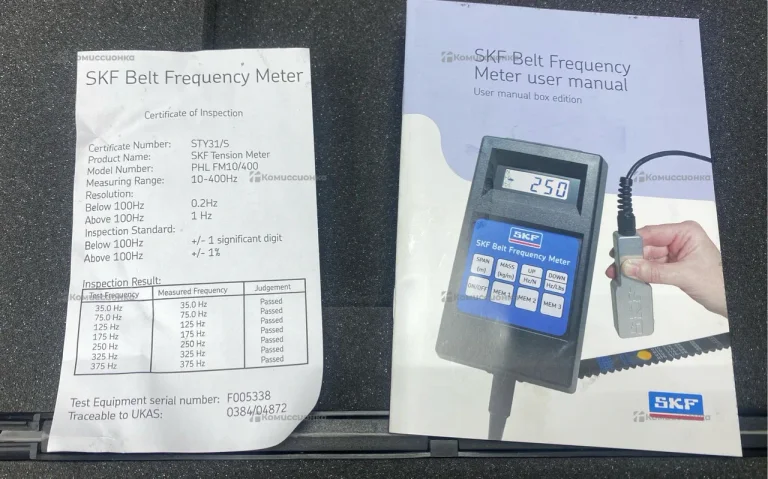 SKF Belt Frequency Meter
Certificate of Inspection
Certificate Number: STY31/S
Product Name: SKF Tension Meter
Model Number: PHL FM10/400
Measuring Range: 10-400Hz
Resolution:
Below 100Hz 0.2Hz
Above 100Hz 1 Hz
Inspection Standard:
Below 100Hz +/- 1 significant digit
Above 100Hz +/- 1%
Inspection Result:
Test Frequency Measured Frequency Judgement
35.0 Hz 35.0 Hz Passed
75.0 Hz 75.0 Hz Passed
125 Hz 125 Hz Passed
175 Hz 175 Hz Passed
250 Hz 250 Hz Passed
325 Hz 325 Hz Passed
375 Hz 375 Hz Passed
Test Equipment serial number: F005338
Traceable to UKAS: 0384/04872
SKF Belt Frequency
Meter user manual
User manual box edition
250
SKF
SKF Belt Frequency Meter
SPAN (m) MASS (kg/m) UP Hz/N DOWN Hz/Lbs
ON/OFF MEM 1 MEM 2 MEM 3
SKF
Комиссионка
Комиссионка
Комиссионка
Комиссионка
Комиссионка
Комиссионка